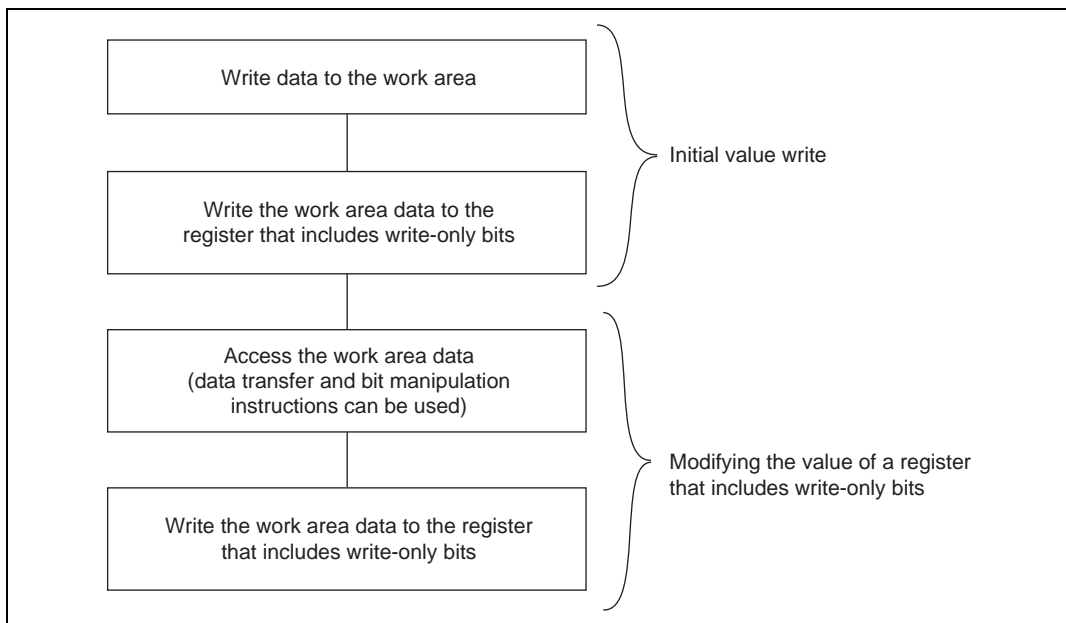 Write data to the work area
Initial value write
Write the work area data to the
register that includes write-only bits
Access the work area data
(data transfer and bit manipulation
instructions can be used)
Modifying the value of a register
that includes write-only bits
Write the work area data to the register
that includes write-only bits